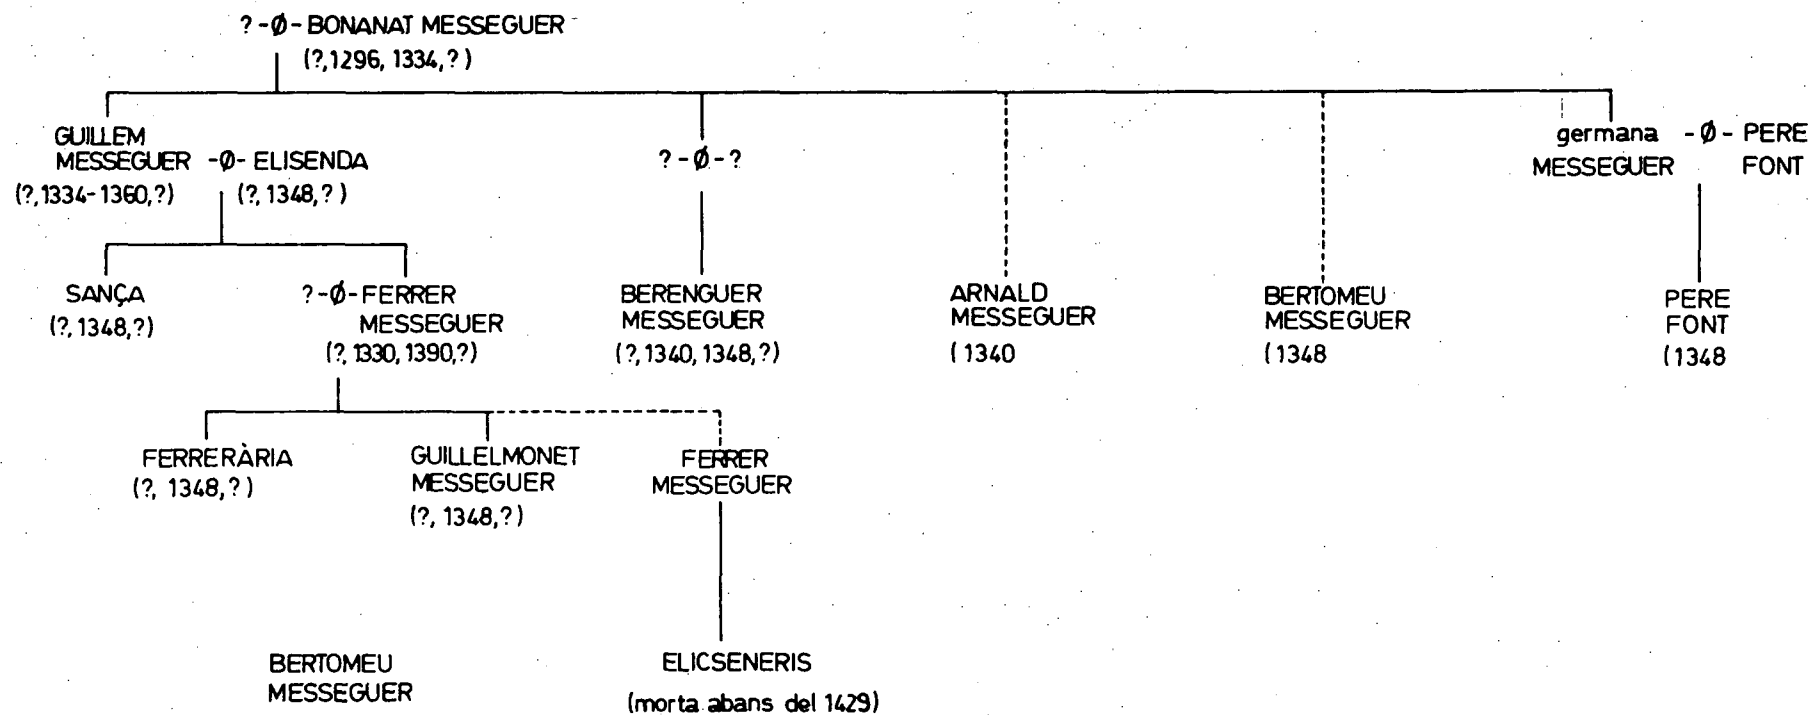 ? -Ø- BONANAT MESSEGUER
(?,1296, 1334,?)
GUILLEM
MESSEGUER -Ø- ELISENDA
(?,1334-1360,?) (?,1348,?)
? -Ø- ?
germana -Ø- PERE
MESSEGUER FONT
SANÇA
(?,1348,?)
? -Ø- FERRER
MESSEGUER
(?, 1330, 1390,?)
BERENGUER
MESSEGUER
(?,1340, 1348,?)
ARNALD
MESSEGUER
(1340
BERTOMEU
MESSEGUER
(1348
PERE
FONT
(1348
FERRERÀRIA
(?, 1348,?)
GUILLELMONET
MESSEGUER
(?, 1348,?)
FERRER
MESSEGUER
BERTOMEU
MESSEGUER
ELICSENERIS
(morta abans del 1429)